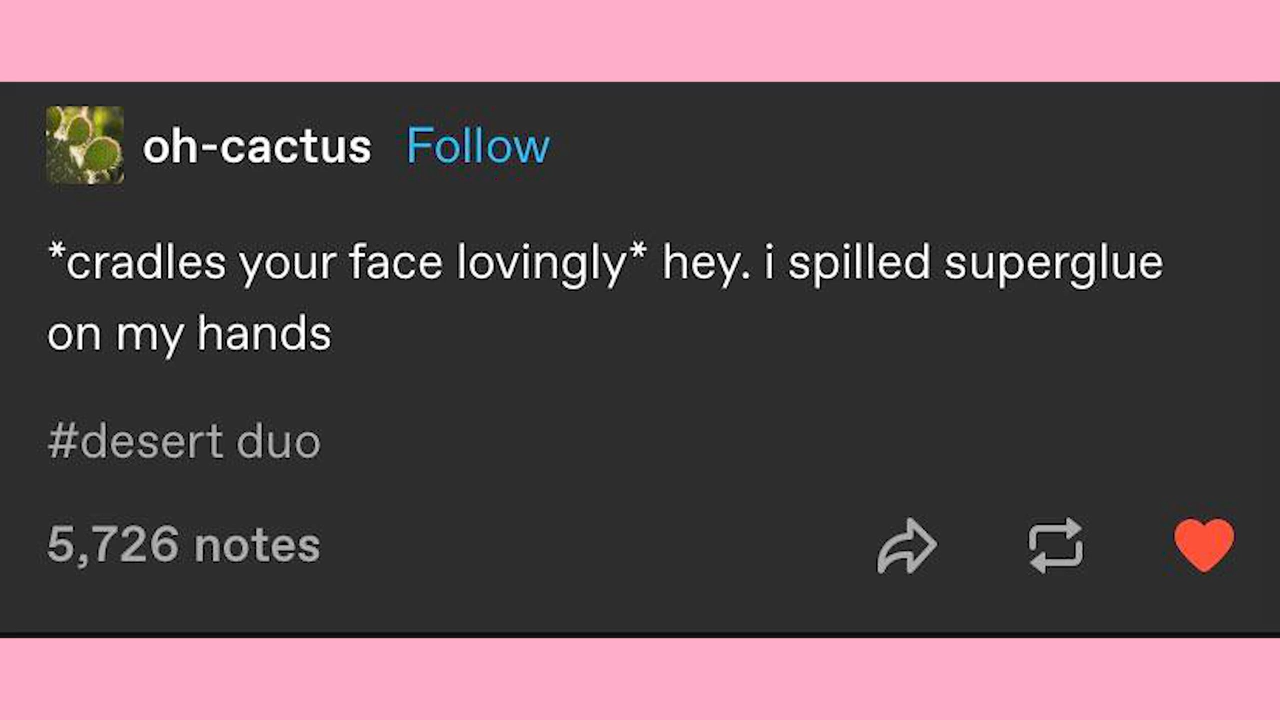 oh-cactus Follow
*cradles your face lovingly* hey. i spilled superglue
on my hands
#desert duo
5,726 notes